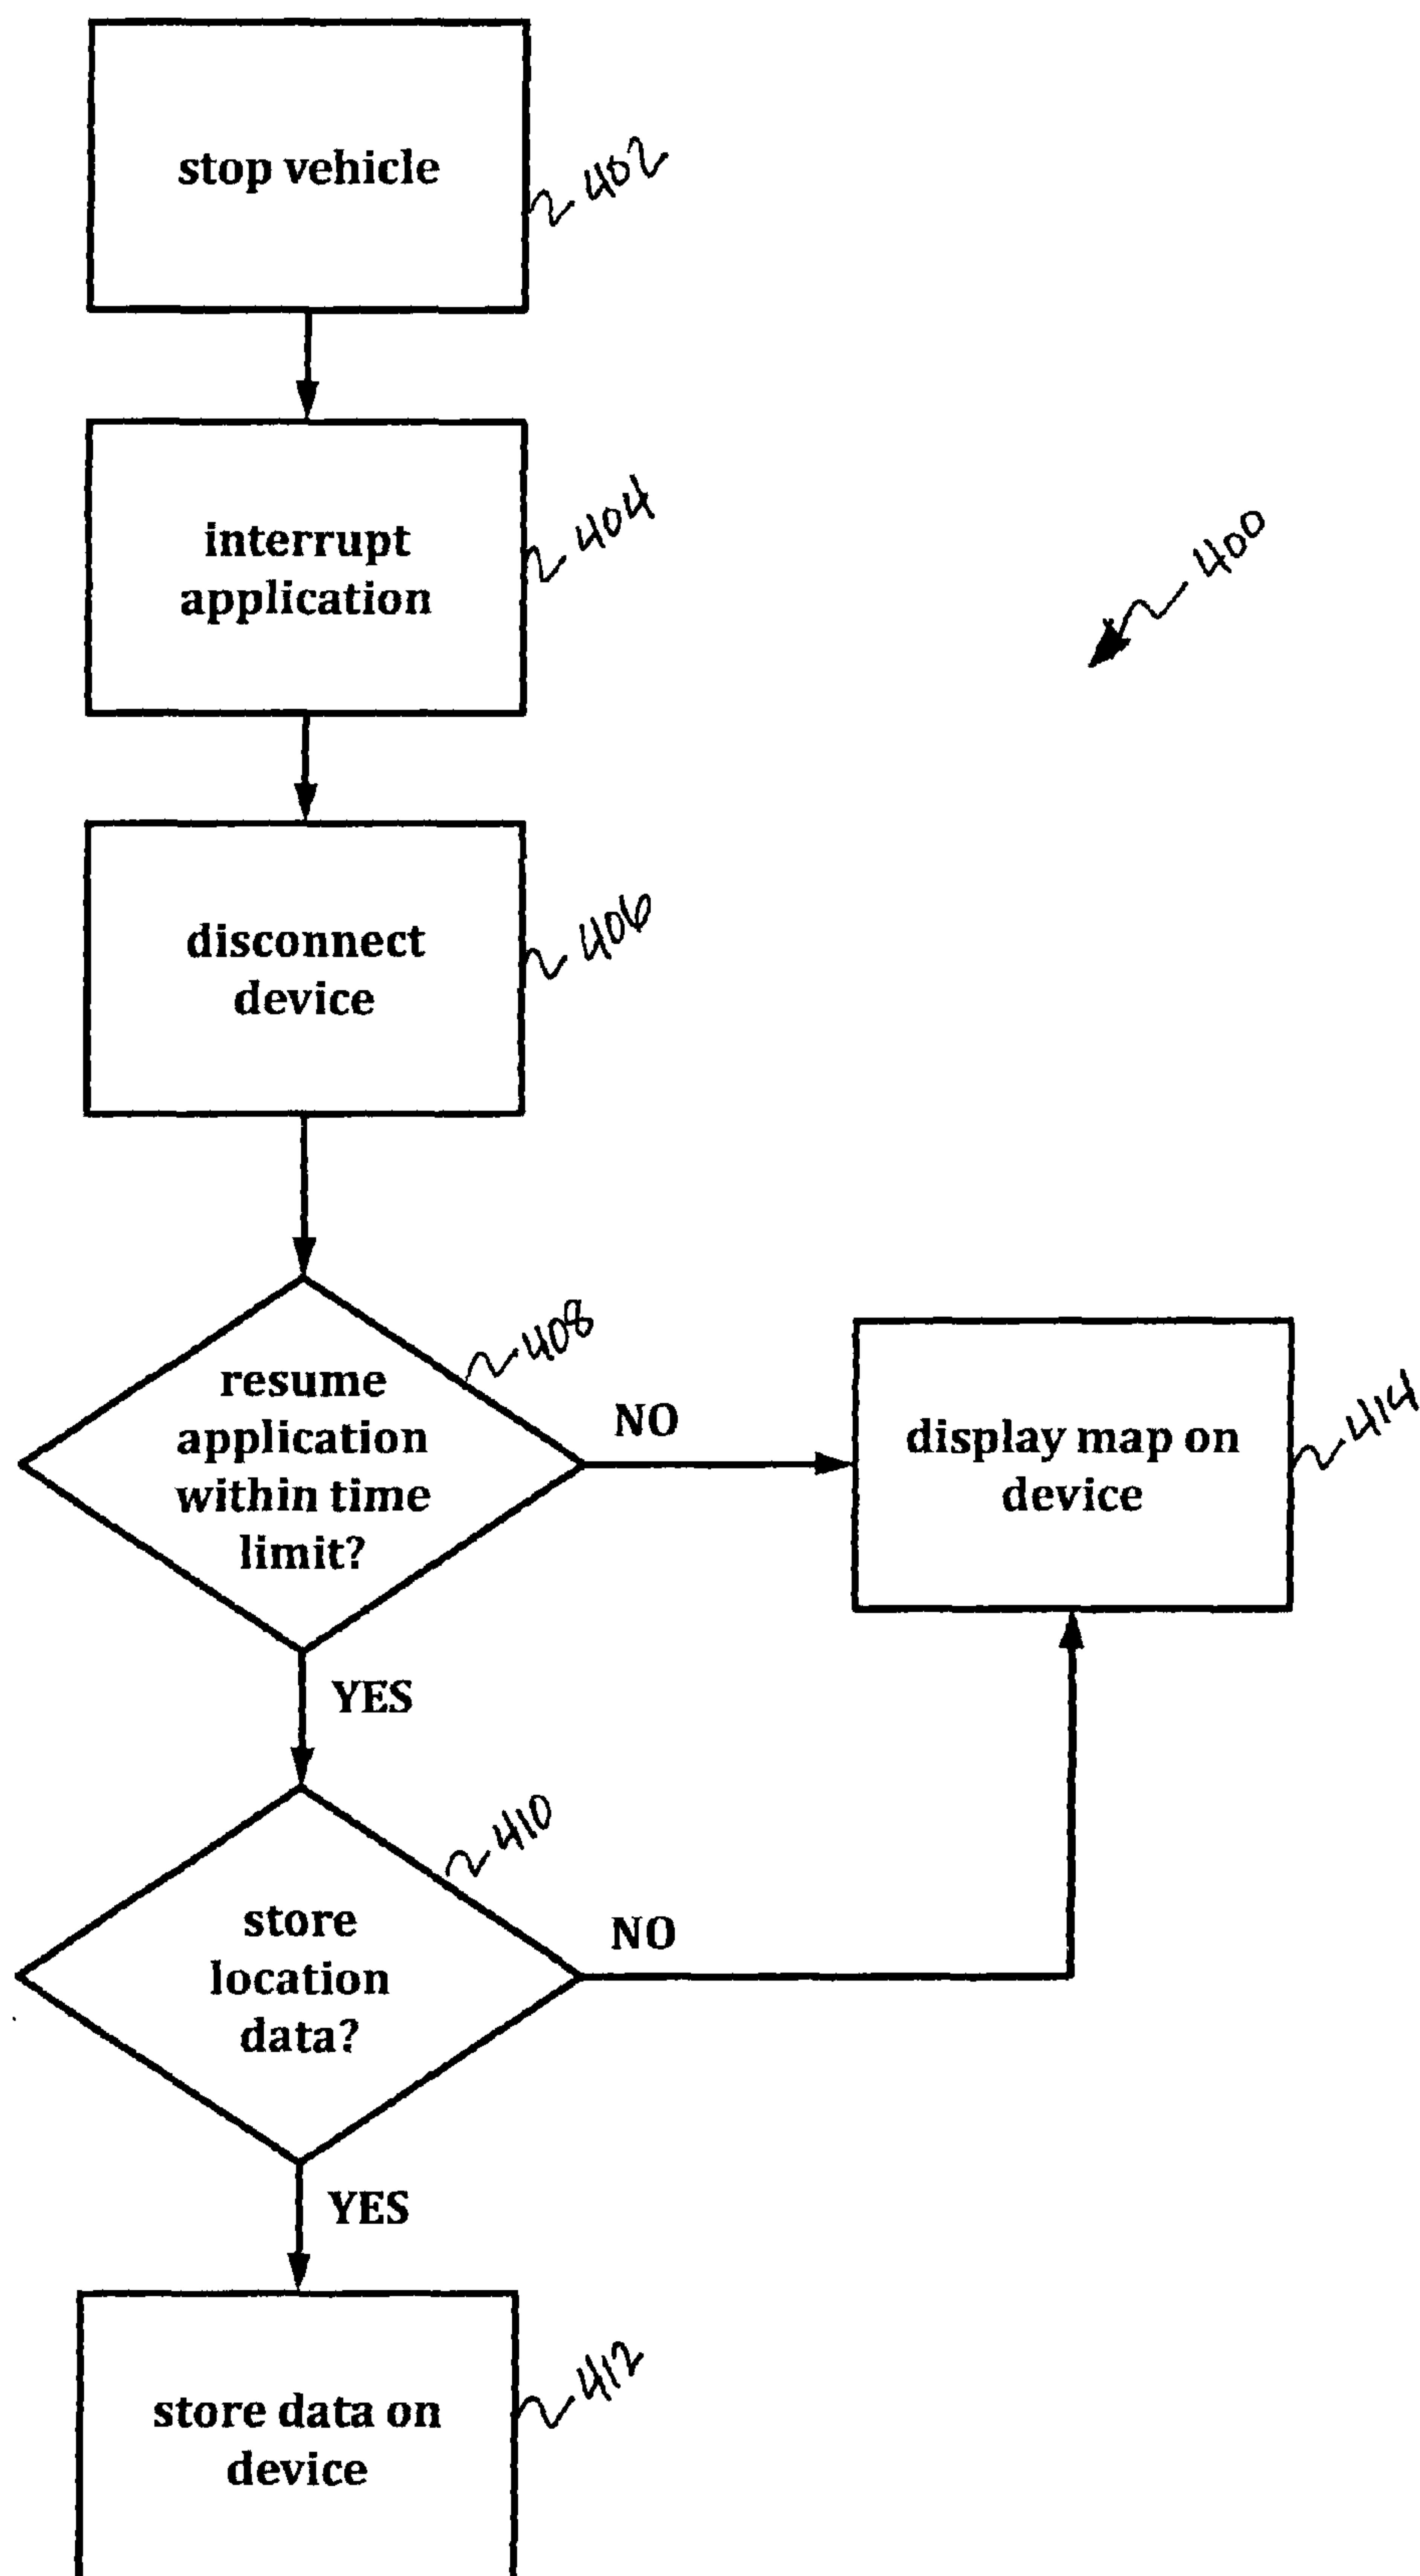 stop vehicle
402
interrupt
application
404
400
disconnect
device
406
resume
application
within time
limit?
408
NO
display map on
device
414
YES
store
location
data?
410
NO
YES
store data on
device
412